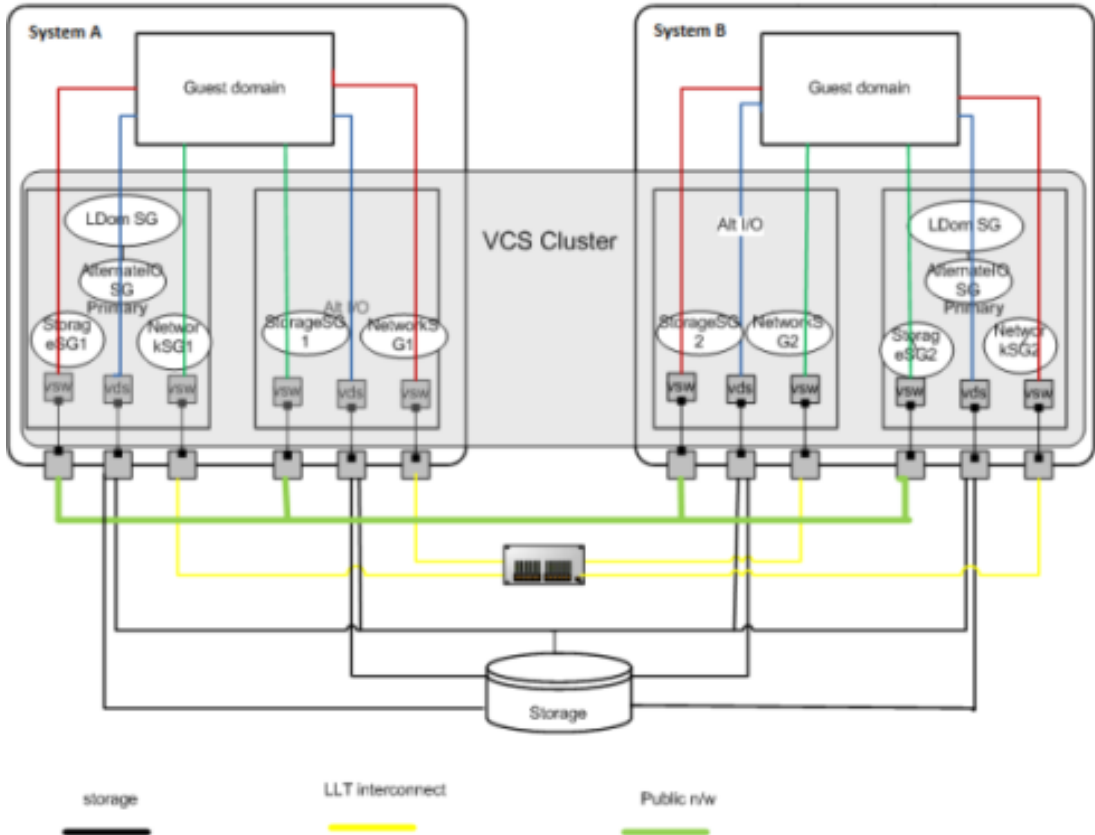 System A
System B
Guest domain
Guest domain
LDom SG
AlternateIO
SG
Primary
Storag
eSG1
Networ
kSG1
vsw
vds
vsw
Alt I/O
StorageSG
1
NetworkS
G1
vsw
vds
vsw
VCS Cluster
Alt I/O
StorageSG
2
NetworkS
G2
vsw
vds
vsw
LDom SG
AlternateIO
SG
Primary
Storag
eSG2
Networ
kSG2
vsw
vds
vsw
Storage
storage
LLT interconnect
Public n/w